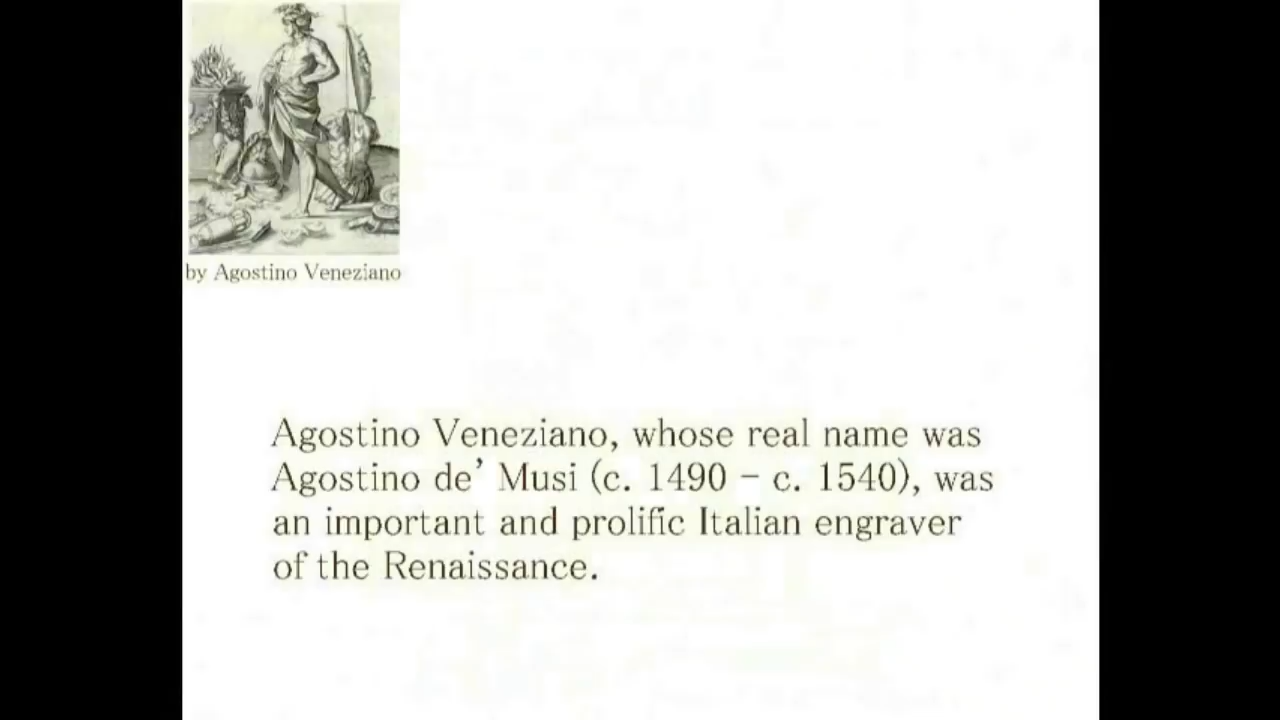 by Agostino Veneziano
Agostino Veneziano, whose real name was
Agostino de’ Musi (c. 1490 – c. 1540), was
an important and prolific Italian engraver
of the Renaissance.